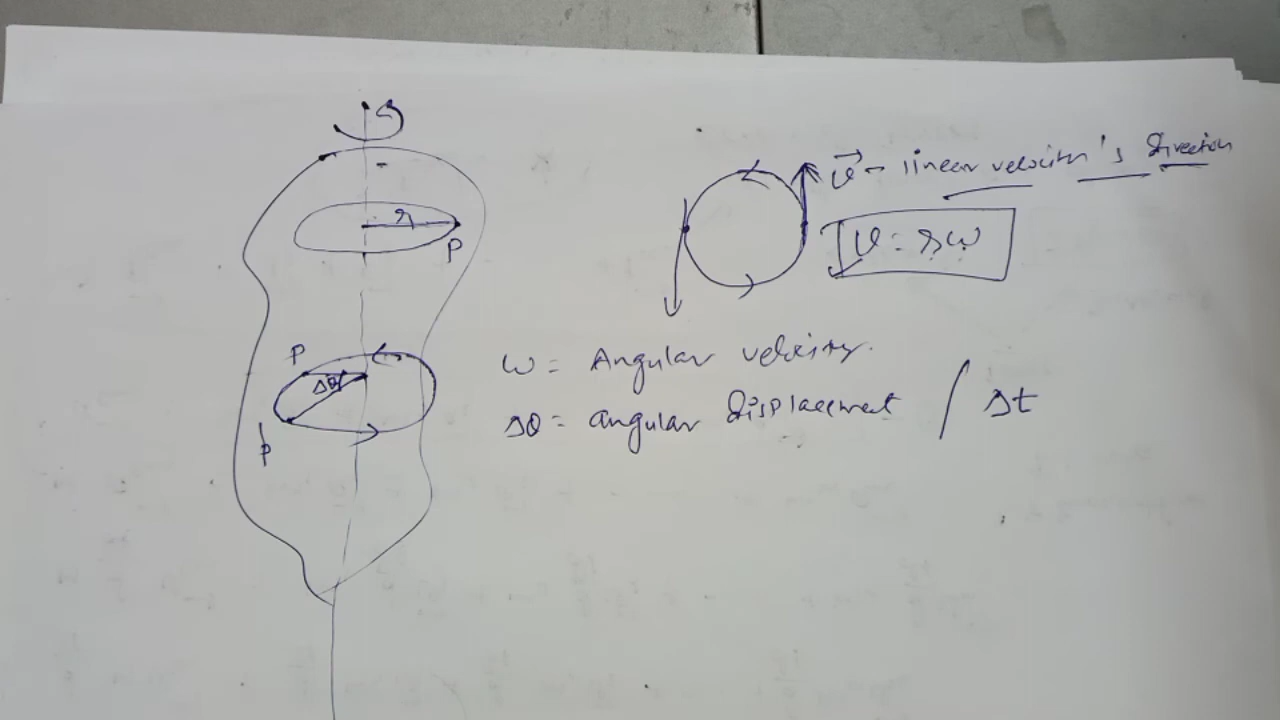 r
P
P
Δθ
p
v⃗ - linear velocity's direction
v = rω
ω = Angular velocity.
Δθ = angular displacement / Δt